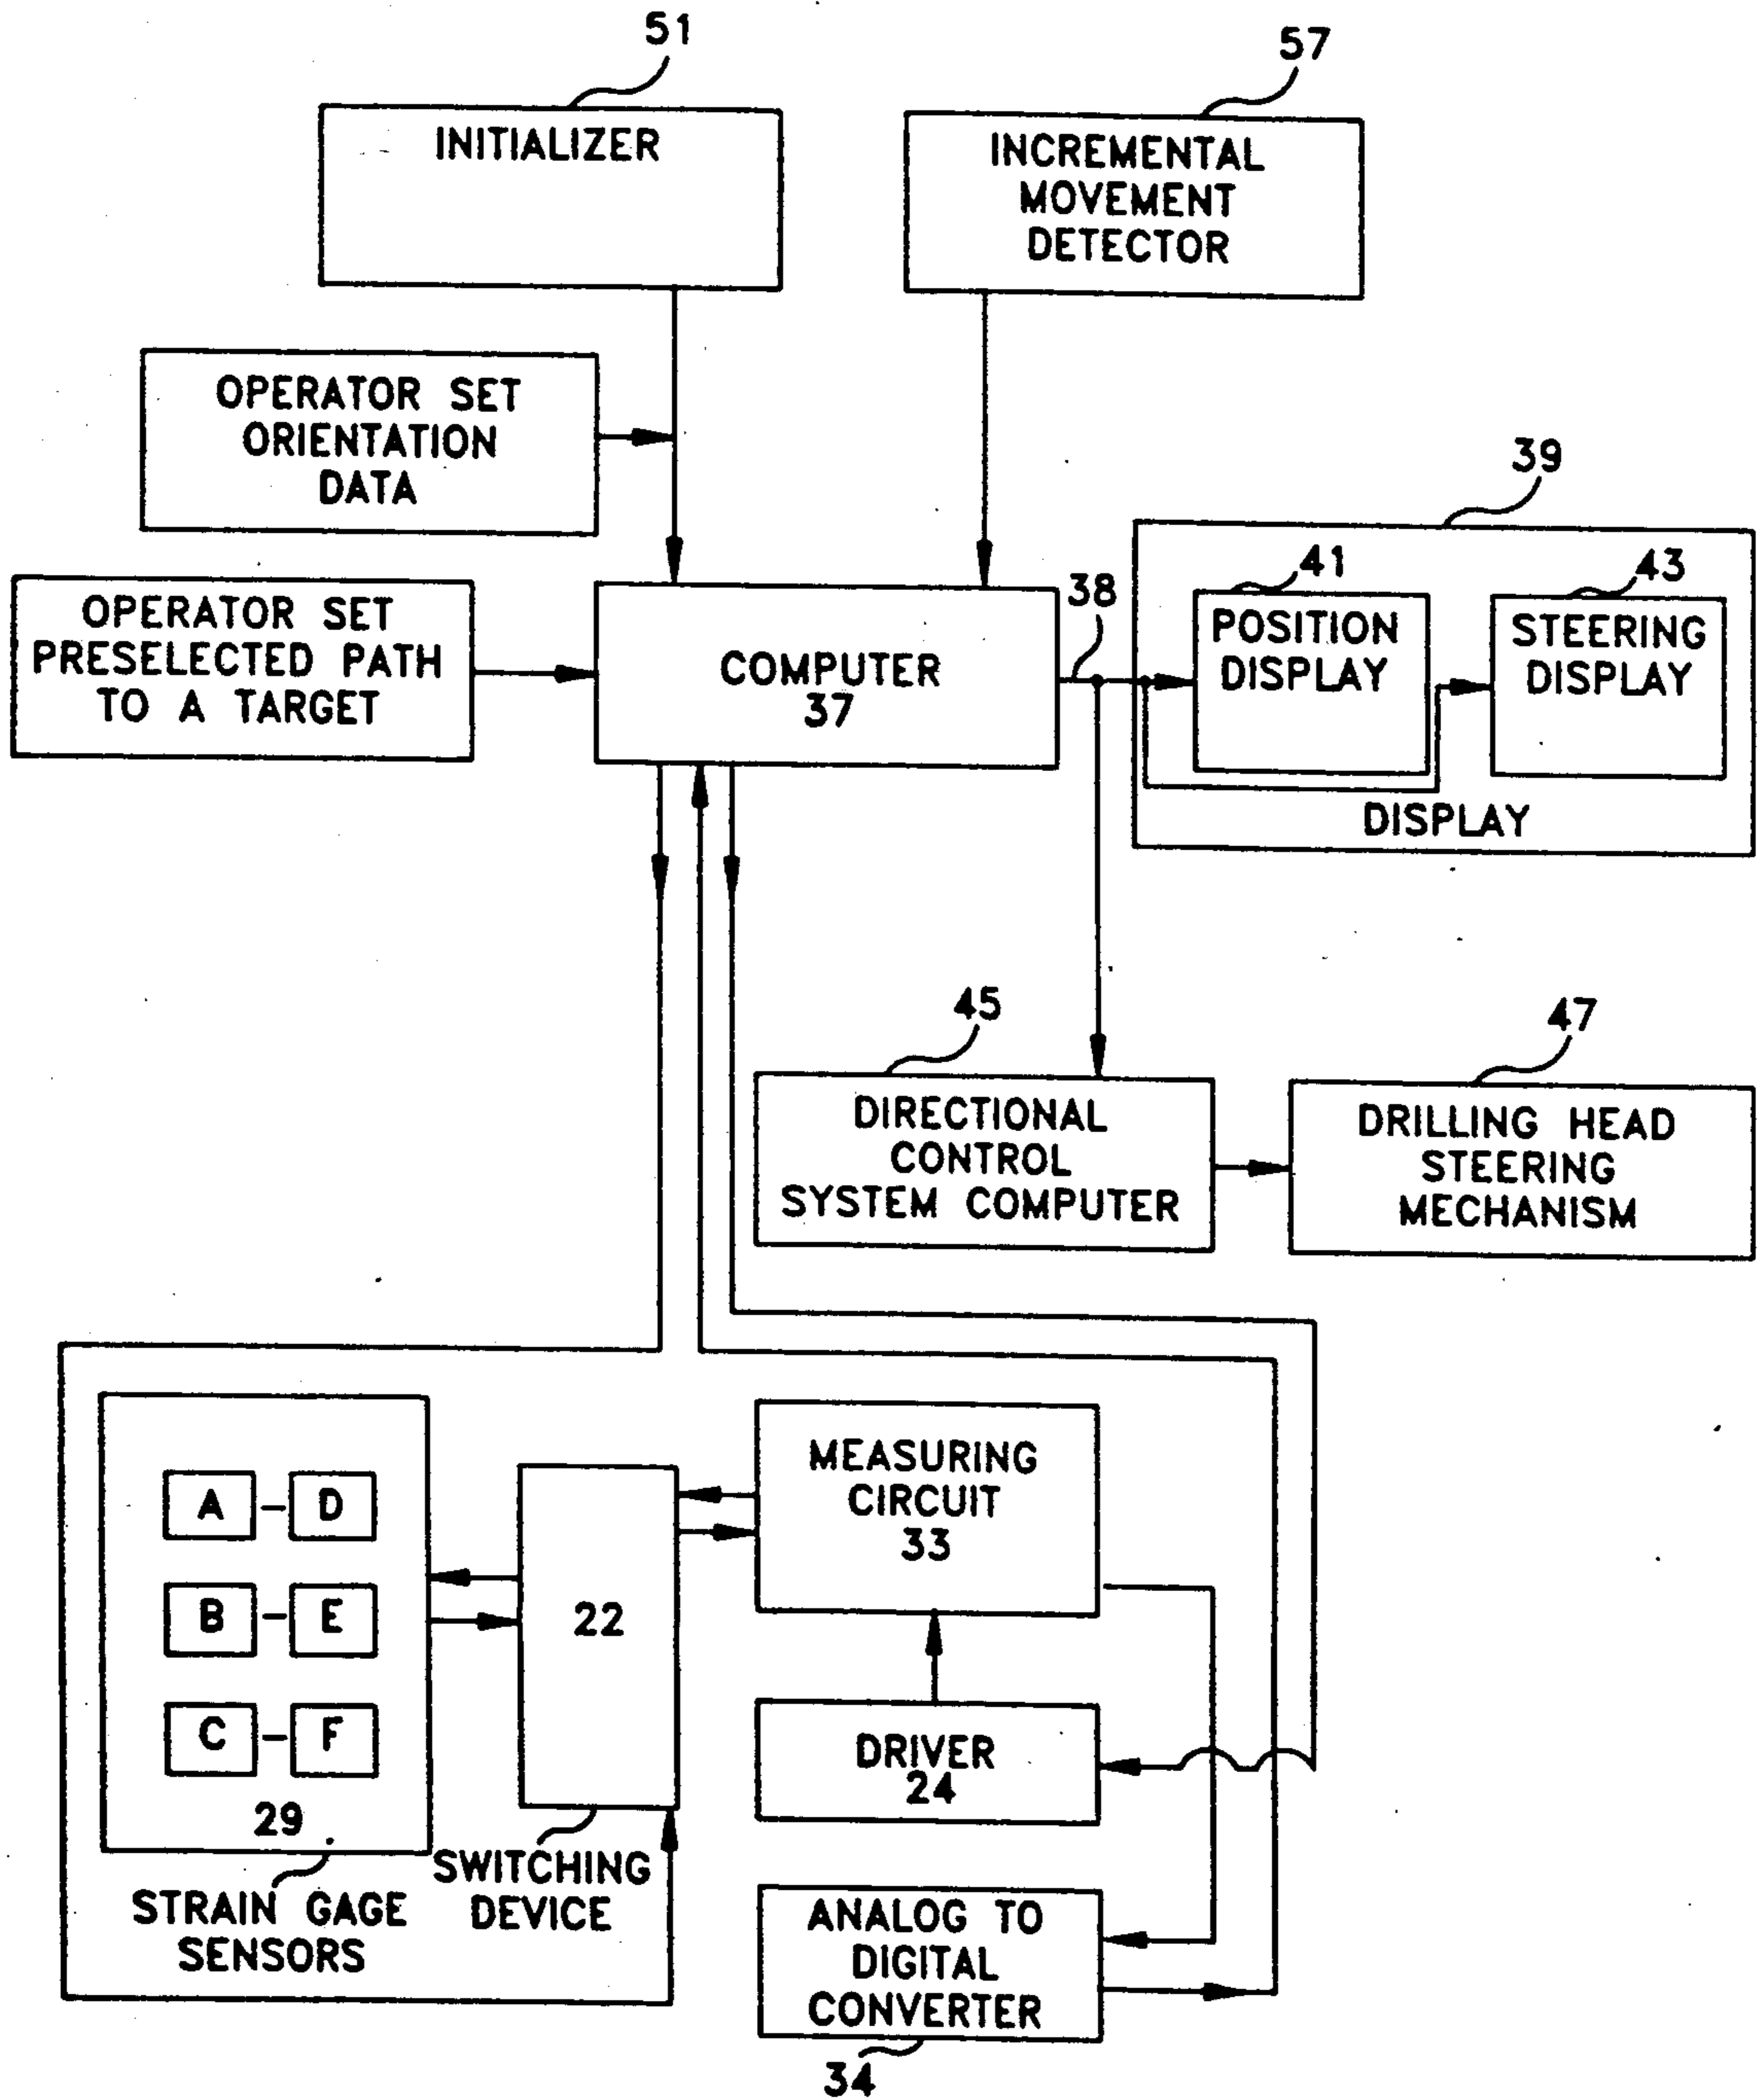 51
57
INITIALIZER
INCREMENTAL
MOVEMENT
DETECTOR
OPERATOR SET
ORIENTATION
DATA
39
OPERATOR SET
PRESELECTED PATH
TO A TARGET
COMPUTER
37
38
41
POSITION
DISPLAY
43
STEERING
DISPLAY
DISPLAY
45
DIRECTIONAL
CONTROL
SYSTEM COMPUTER
47
DRILLING HEAD
STEERING
MECHANISM
A - D
B - E
C - F
29
STRAIN GAGE
SENSORS
22
SWITCHING
DEVICE
MEASURING
CIRCUIT
33
DRIVER
24
ANALOG TO
DIGITAL
CONVERTER
34